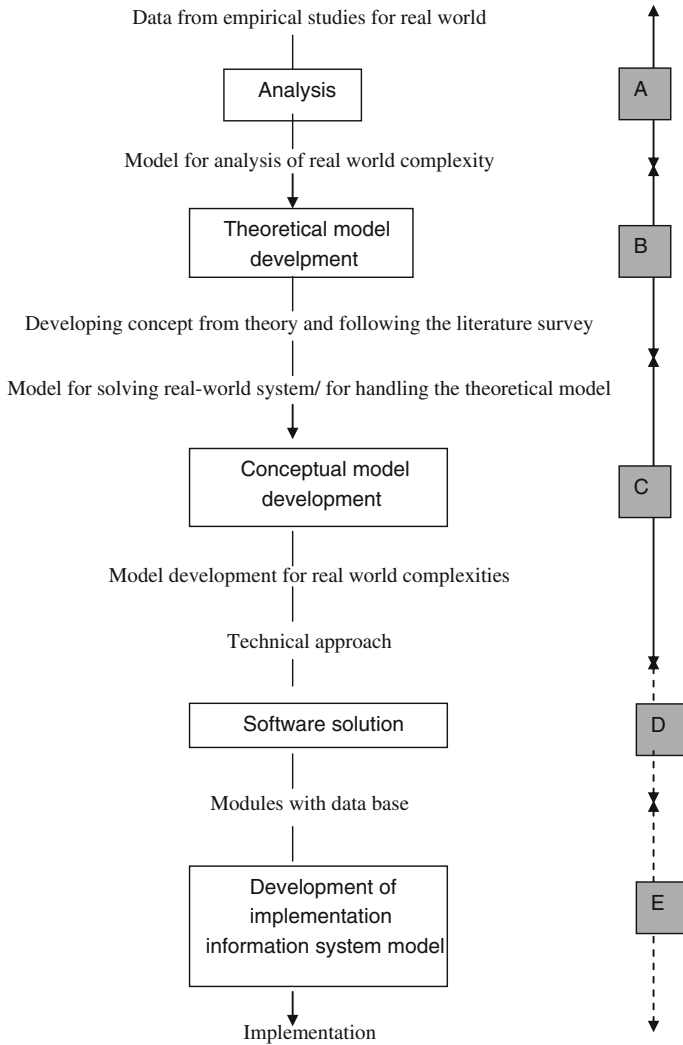 Data from empirical studies for real world
Analysis
A
Model for analysis of real world complexity
Theoretical model
develpment
B
Developing concept from theory and following the literature survey
Model for solving real-world system/ for handling the theoretical model
Conceptual model
development
C
Model development for real world complexities
Technical approach
Software solution
D
Modules with data base
Development of
implementation
information system model
E
Implementation